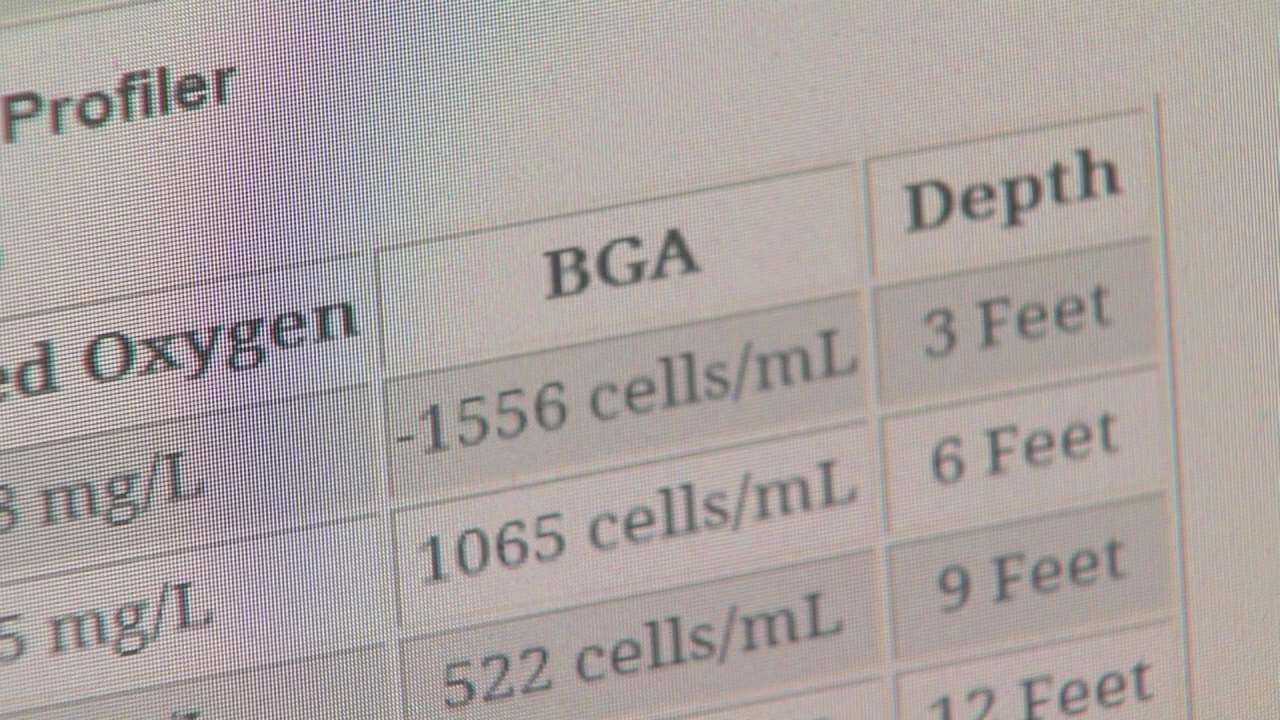 Profiler
ed Oxygen BGA Depth
8 mg/L -1556 cells/mL 3 Feet
5 mg/L 1065 cells/mL 6 Feet
522 cells/mL 9 Feet
12 Feet